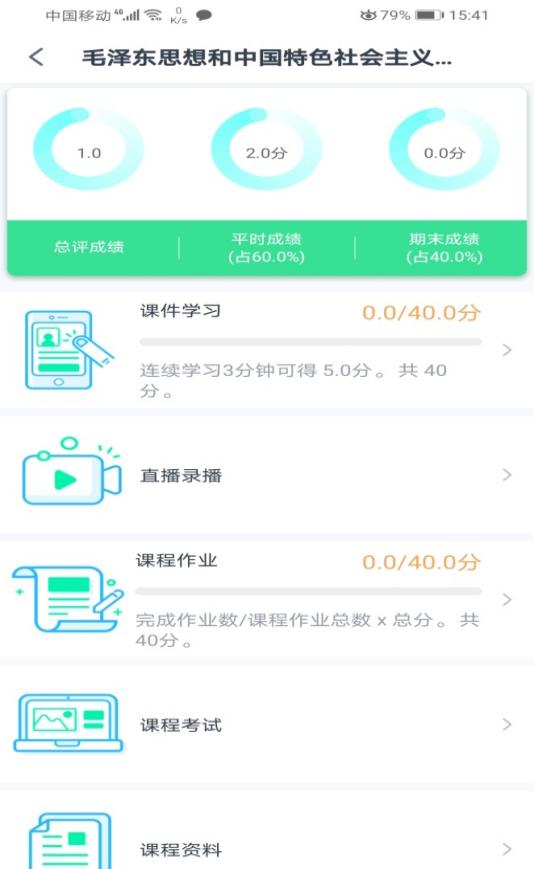 中国移动 4G 0 K/s 79% 15:41
毛泽东思想和中国特色社会主义...
1.0 2.0分 0.0分
总评成绩 平时成绩 期末成绩
(占60.0%) (占40.0%)
课件学习 0.0/40.0分
连续学习3分钟可得 5.0分。 共 40
分。
直播录播
课程作业 0.0/40.0分
完成作业数/课程作业总数 x 总分。 共
40分。
课程考试
课程资料